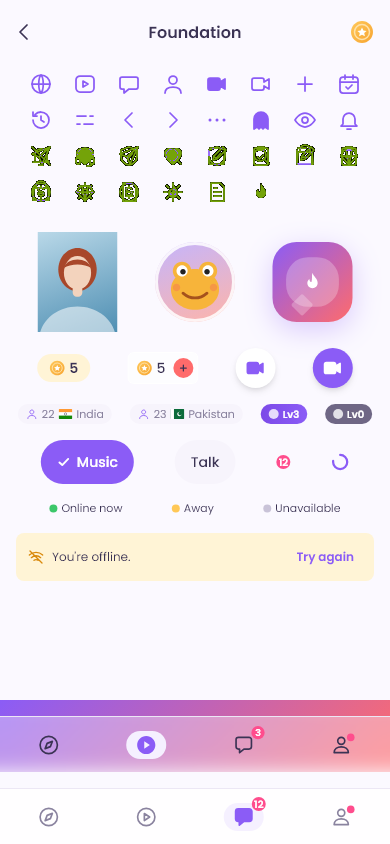 Foundation
5
5
22 India
23 Pakistan
Lv3
Lv0
Music
Talk
12
Online now
Away
Unavailable
You're offline.
Try again
3
12